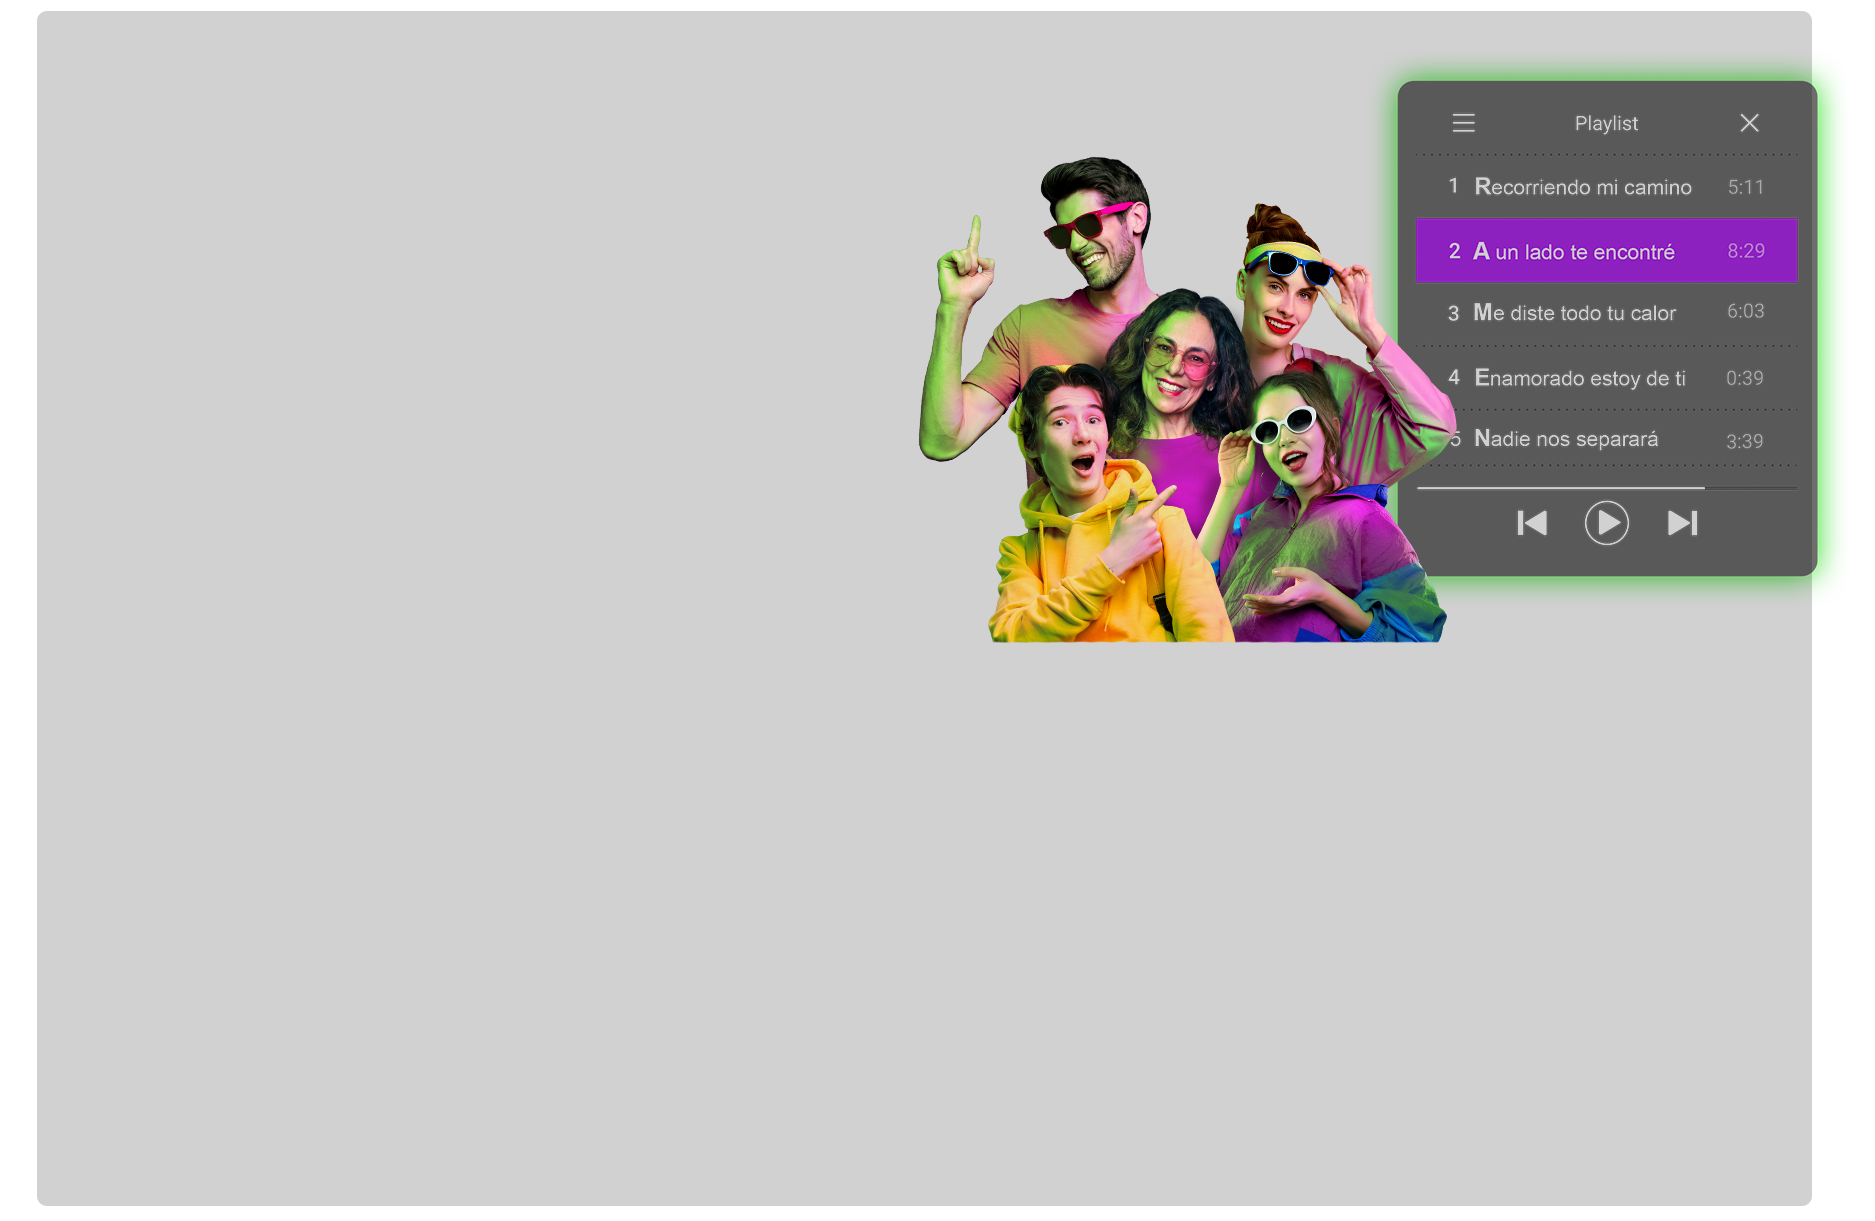 Playlist
1 Recorriendo mi camino 5:11
2 A un lado te encontré 8:29
3 Me diste todo tu calor 6:03
4 Enamorado estoy de ti 0:39
5 Nadie nos separará 3:39